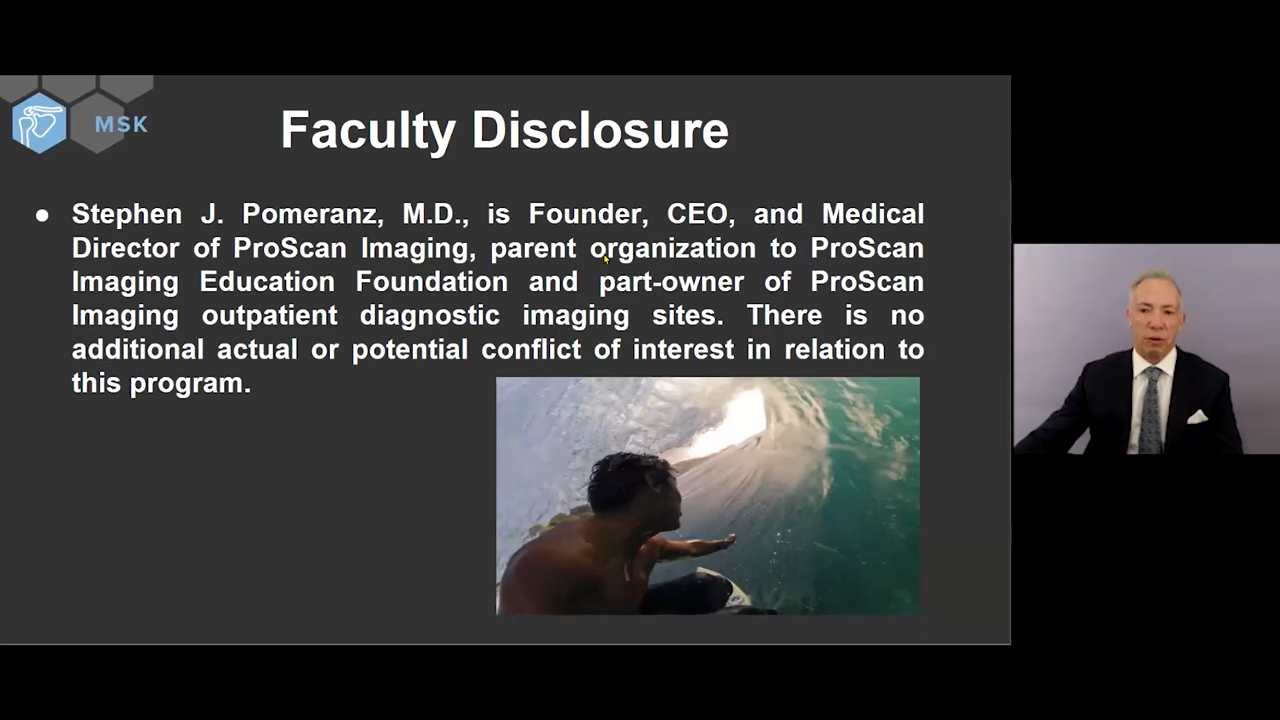 MSK
Faculty Disclosure
● Stephen J. Pomeranz, M.D., is Founder, CEO, and Medical
Director of ProScan Imaging, parent organization to ProScan
Imaging Education Foundation and part-owner of ProScan
Imaging outpatient diagnostic imaging sites. There is no
additional actual or potential conflict of interest in relation to
this program.